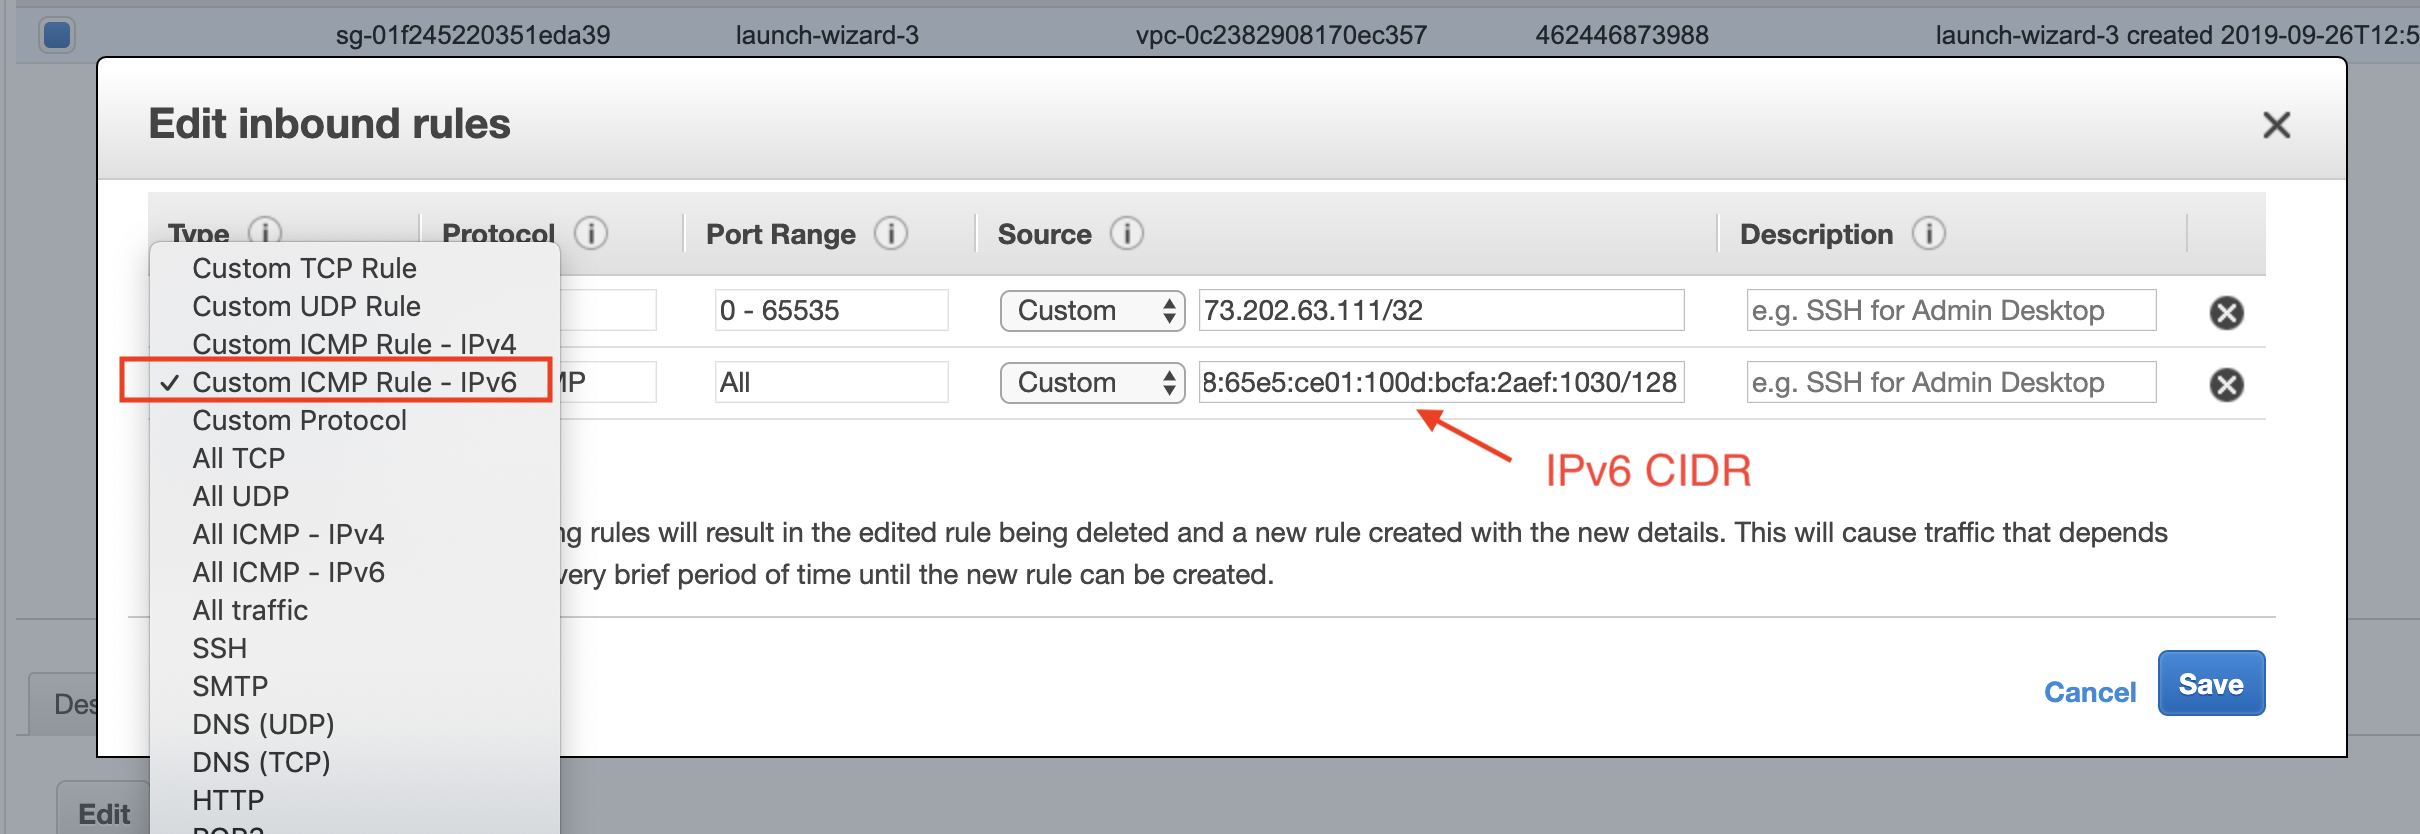 sg-01f245220351eda39 launch-wizard-3 vpc-0c2382908170ec357 462446873988 launch-wizard-3 created 2019-09-26T12:5
Edit inbound rules
Type Protocol Port Range Source Description
Custom TCP Rule
Custom UDP Rule
0 - 65535 Custom 73.202.63.111/32 e.g. SSH for Admin Desktop
Custom ICMP Rule - IPv4
Custom ICMP Rule - IPv6 MP All Custom 8:65e5:ce01:100d:bcfa:2aef:1030/128 e.g. SSH for Admin Desktop
Custom Protocol
All TCP
IPv6 CIDR
All UDP
All ICMP - IPv4 ng rules will result in the edited rule being deleted and a new rule created with the new details. This will cause traffic that depends
All ICMP - IPv6 very brief period of time until the new rule can be created.
All traffic
SSH
SMTP
Cancel Save
Des
DNS (UDP)
DNS (TCP)
HTTP
Edit
POP3